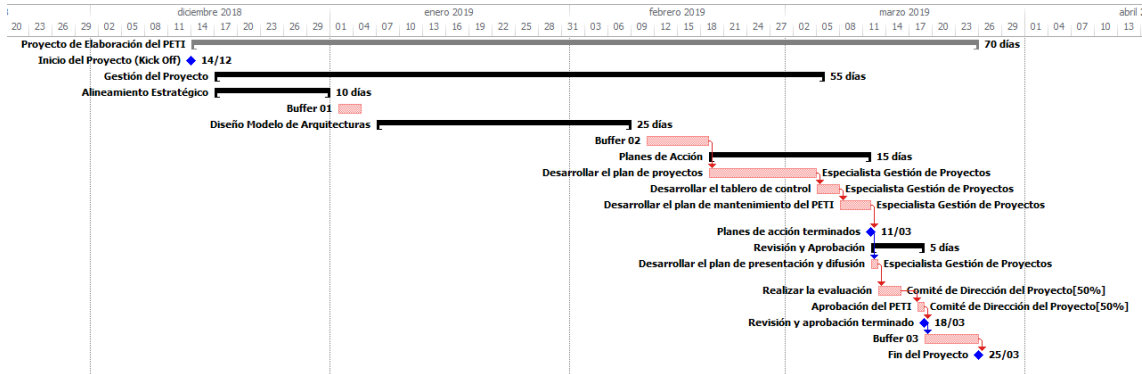 diciembre 2018 enero 2019 febrero 2019 marzo 2019 abril 2
20 23 26 29 02 05 08 11 14 17 20 23 26 29 01 04 07 10 13 16 19 22 25 28 31 03 06 09 12 15 18 21 24 27 02 05 08 11 14 17 20 23 26 29 01 04 07 10 13
Proyecto de Elaboración del PETI 70 días
Inicio del Proyecto (Kick Off) 14/12
Gestión del Proyecto 55 días
Alineamiento Estratégico 10 días
Buffer 01
Diseño Modelo de Arquitecturas 25 días
Buffer 02
Planes de Acción 15 días
Desarrollar el plan de proyectos Especialista Gestión de Proyectos
Desarrollar el tablero de control Especialista Gestión de Proyectos
Desarrollar el plan de mantenimiento del PETI Especialista Gestión de Proyectos
Planes de acción terminados 11/03
Revisión y Aprobación 5 días
Desarrollar el plan de presentación y difusión Especialista Gestión de Proyectos
Realizar la evaluación Comité de Dirección del Proyecto[50%]
Aprobación del PETI Comité de Dirección del Proyecto[50%]
Revisión y aprobación terminado 18/03
Buffer 03
Fin del Proyecto 25/03